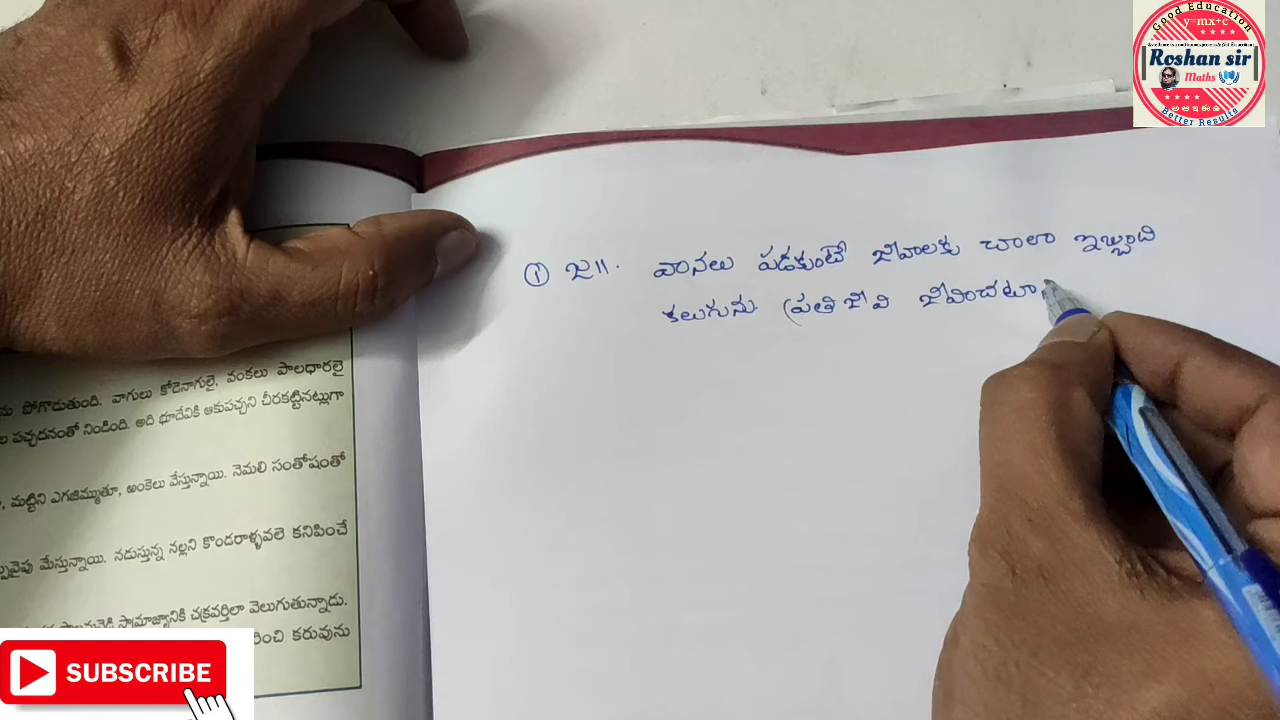 Good Education
y=mx+c
Roshan sir
Maths
Better Results
① జ॥. వానలు పడకుంటే జీవాలకు చాలా ఇబ్బంది
కలుగును ప్రతి జీవి జీవించటా
ను పోగొడుతుంది. వాగులు కోడెనాగులై, వంకలు పాలధారలై
ల పచ్చదనంతో నిండింది. అది భూదేవికి ఆకుపచ్చని చీరకట్టినట్లుగా
, మట్టిని ఎగజిమ్ముతూ, అంకెలు వేస్తున్నాయి. నెమలి సంతోషంతో
ప్పువైపు మేస్తున్నాయి. నడుస్తున్న నల్లని కొండరాళ్ళవలె కనిపించే
సామ్రాజ్యానికి చక్రవర్తిలా వెలుగుతున్నాడు.
రించి కరువును
SUBSCRIBE